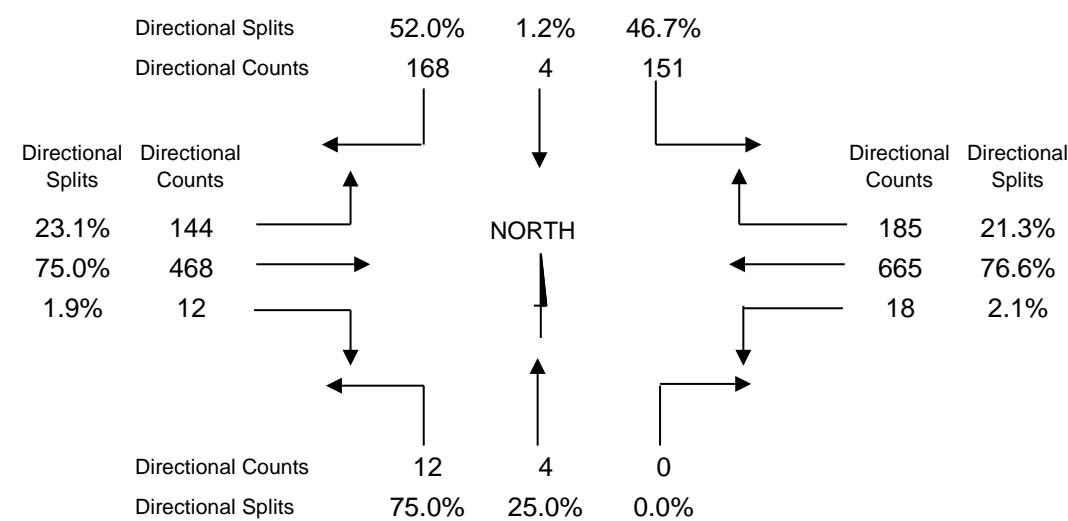 Directional Splits 52.0% 1.2% 46.7%
Directional Counts 168 4 151
Directional Directional Directional Directional
Splits Counts Counts Splits
23.1% 144 NORTH 185 21.3%
75.0% 468 665 76.6%
1.9% 12 18 2.1%
Directional Counts 12 4 0
Directional Splits 75.0% 25.0% 0.0%